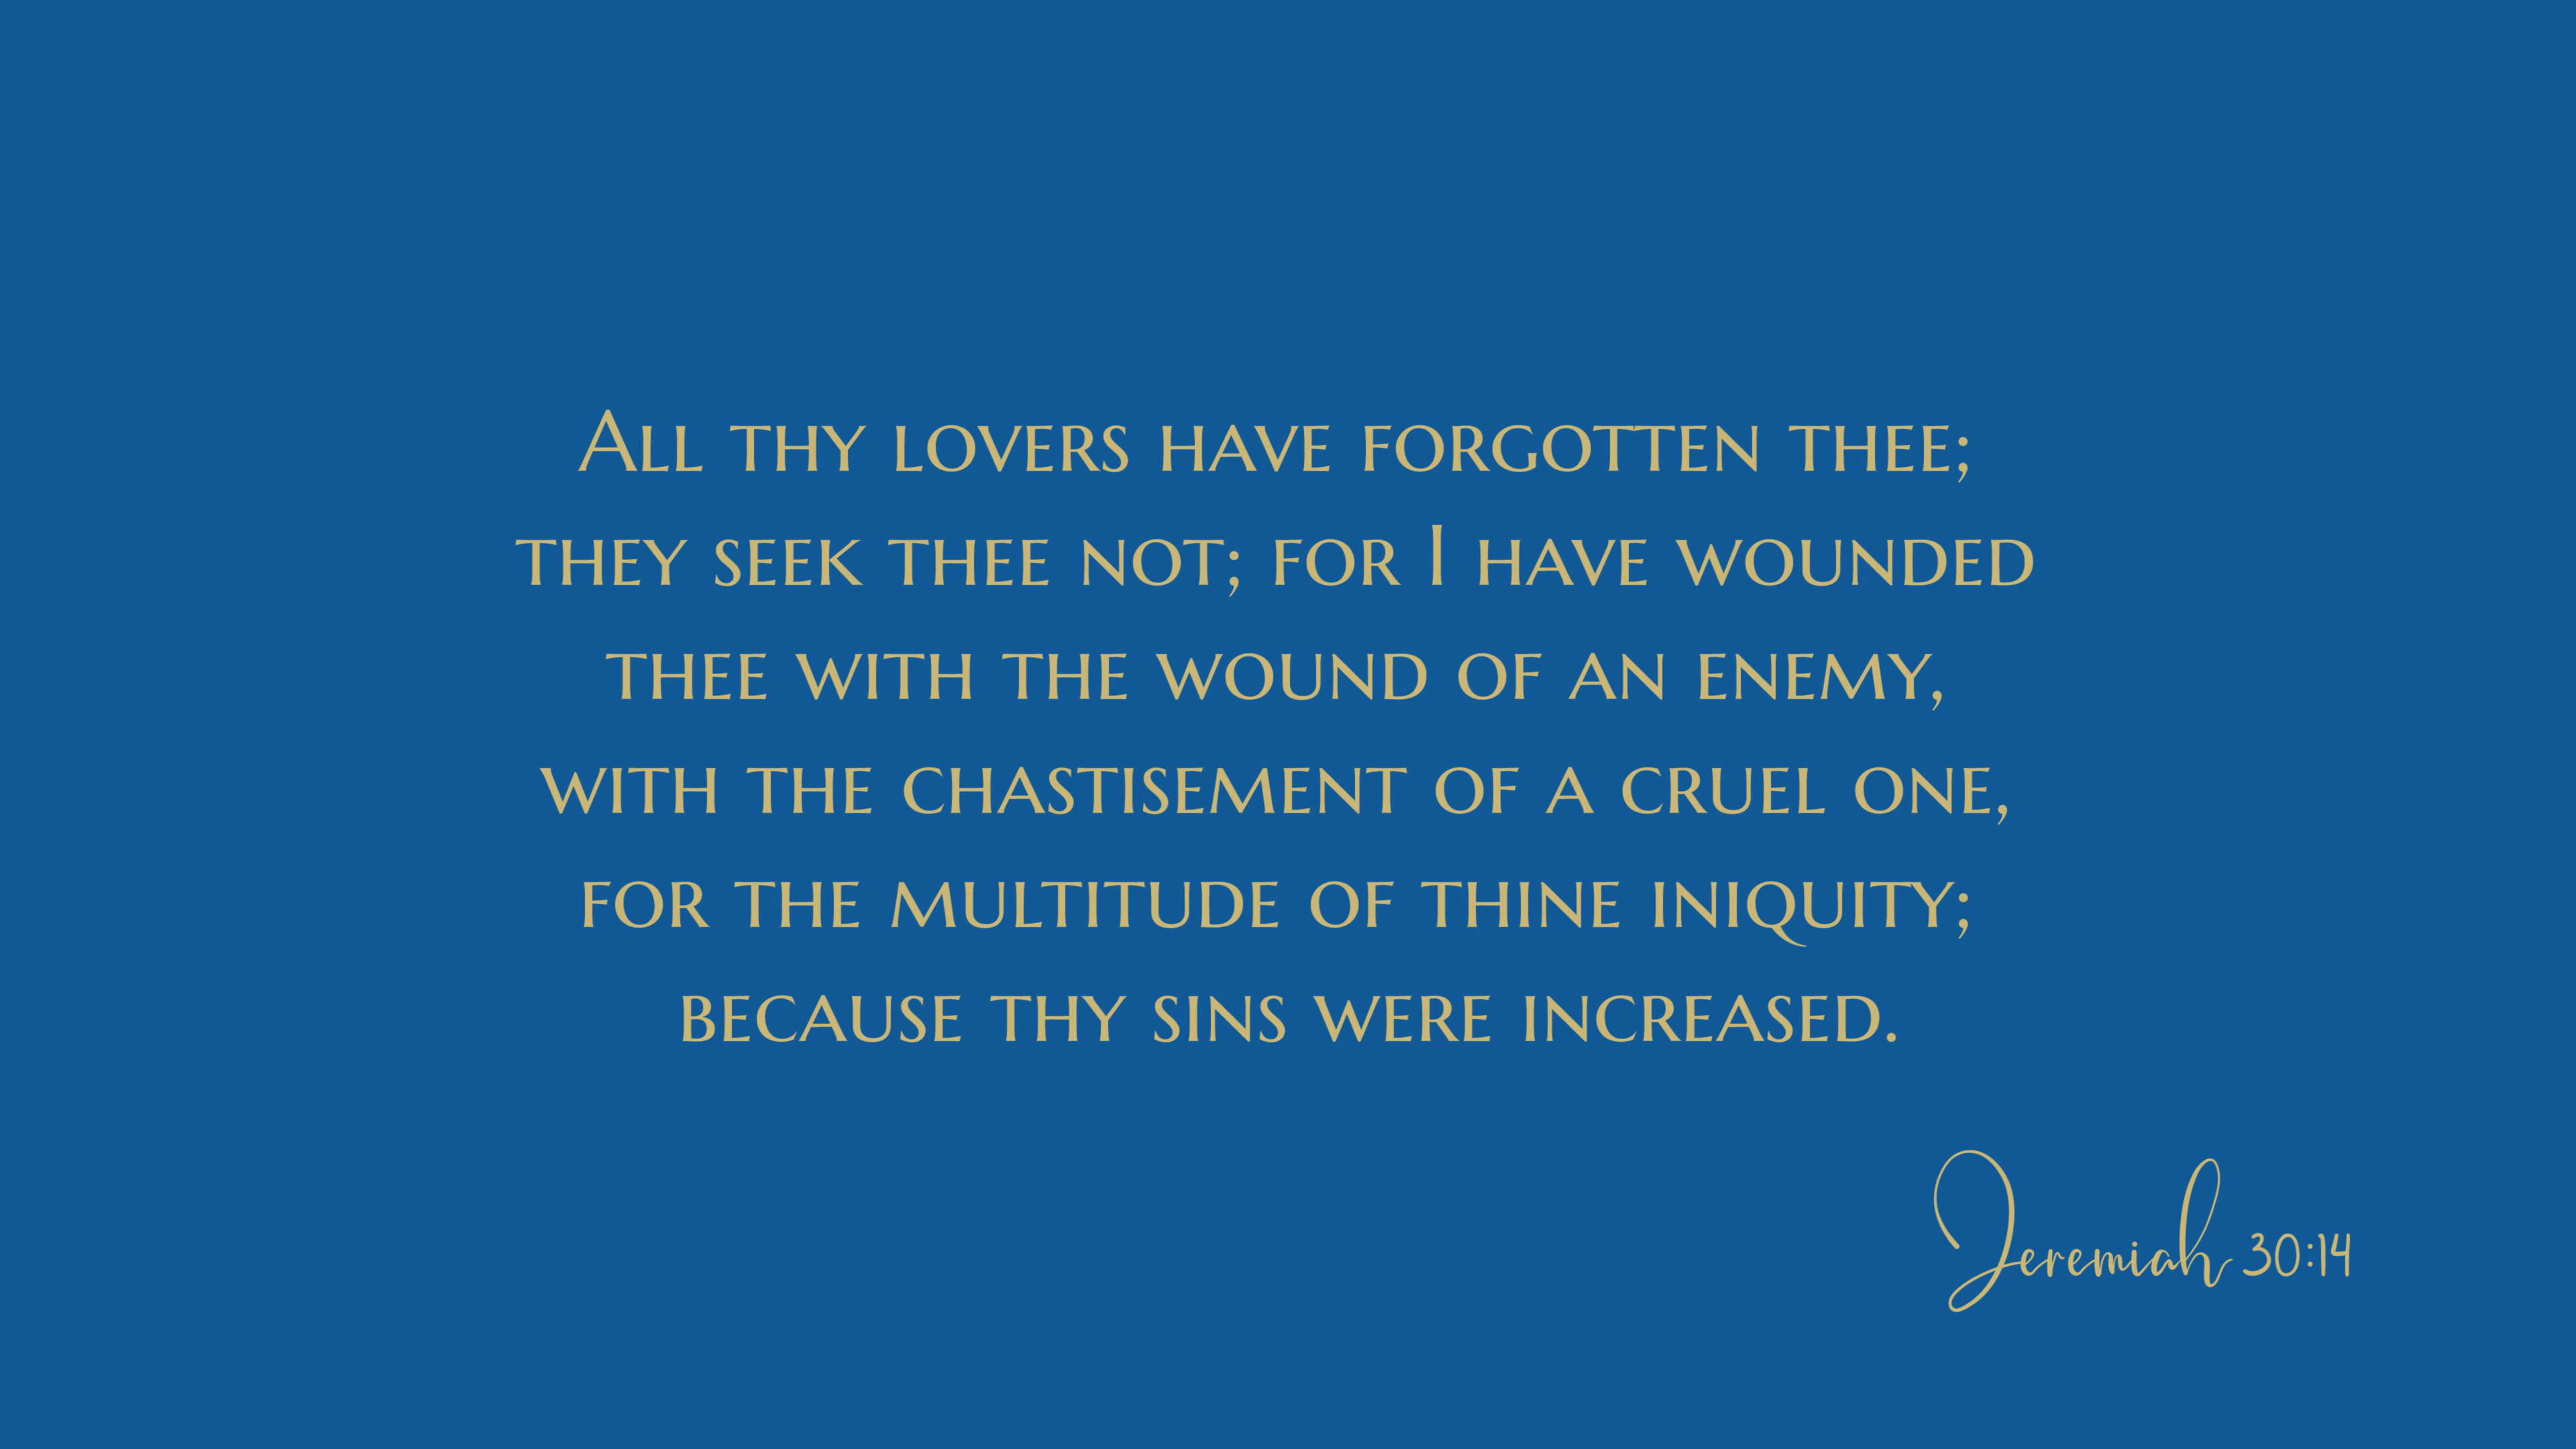 All thy lovers have forgotten thee;
they seek thee not; for I have wounded
thee with the wound of an enemy,
with the chastisement of a cruel one,
for the multitude of thine iniquity;
because thy sins were increased.
Jeremiah 30:14